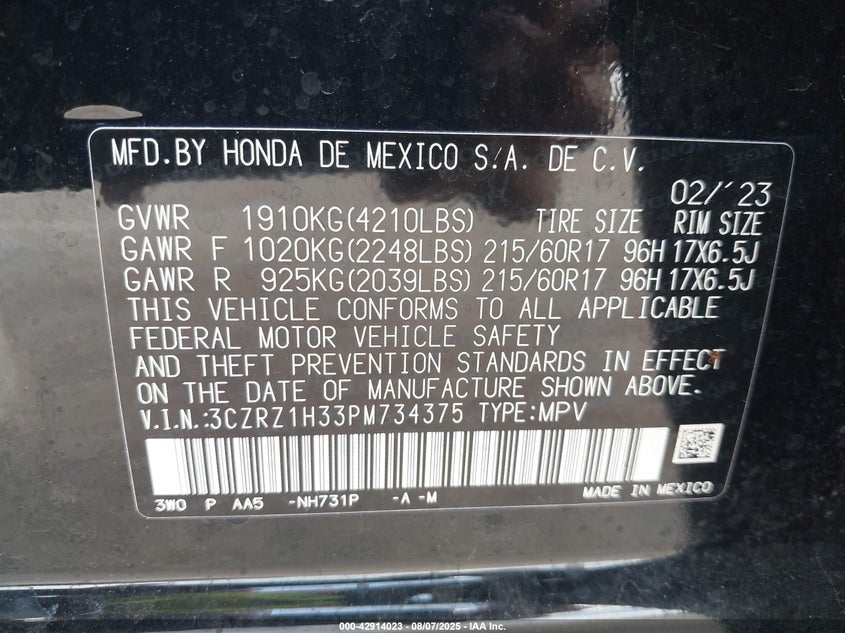 MFD.BY HONDA DE MEXICO S.A. DE C.V.
02/'23
GVWR 1910KG(4210LBS) TIRE SIZE RIM SIZE
GAWR F 1020KG(2248LBS) 215/60R17 96H 17X6.5J
GAWR R 925KG(2039LBS) 215/60R17 96H 17X6.5J
THIS VEHICLE CONFORMS TO ALL APPLICABLE
FEDERAL MOTOR VEHICLE SAFETY
AND THEFT PREVENTION STANDARDS IN EFFECT
ON THE DATE OF MANUFACTURE SHOWN ABOVE.
V.I.N.:3CZRZ1H33PM734375 TYPE:MPV
3W0 P AA5 -NH731P -A -M MADE IN MEXICO
000-42914023 - 08/07/2025 - IAA Inc.